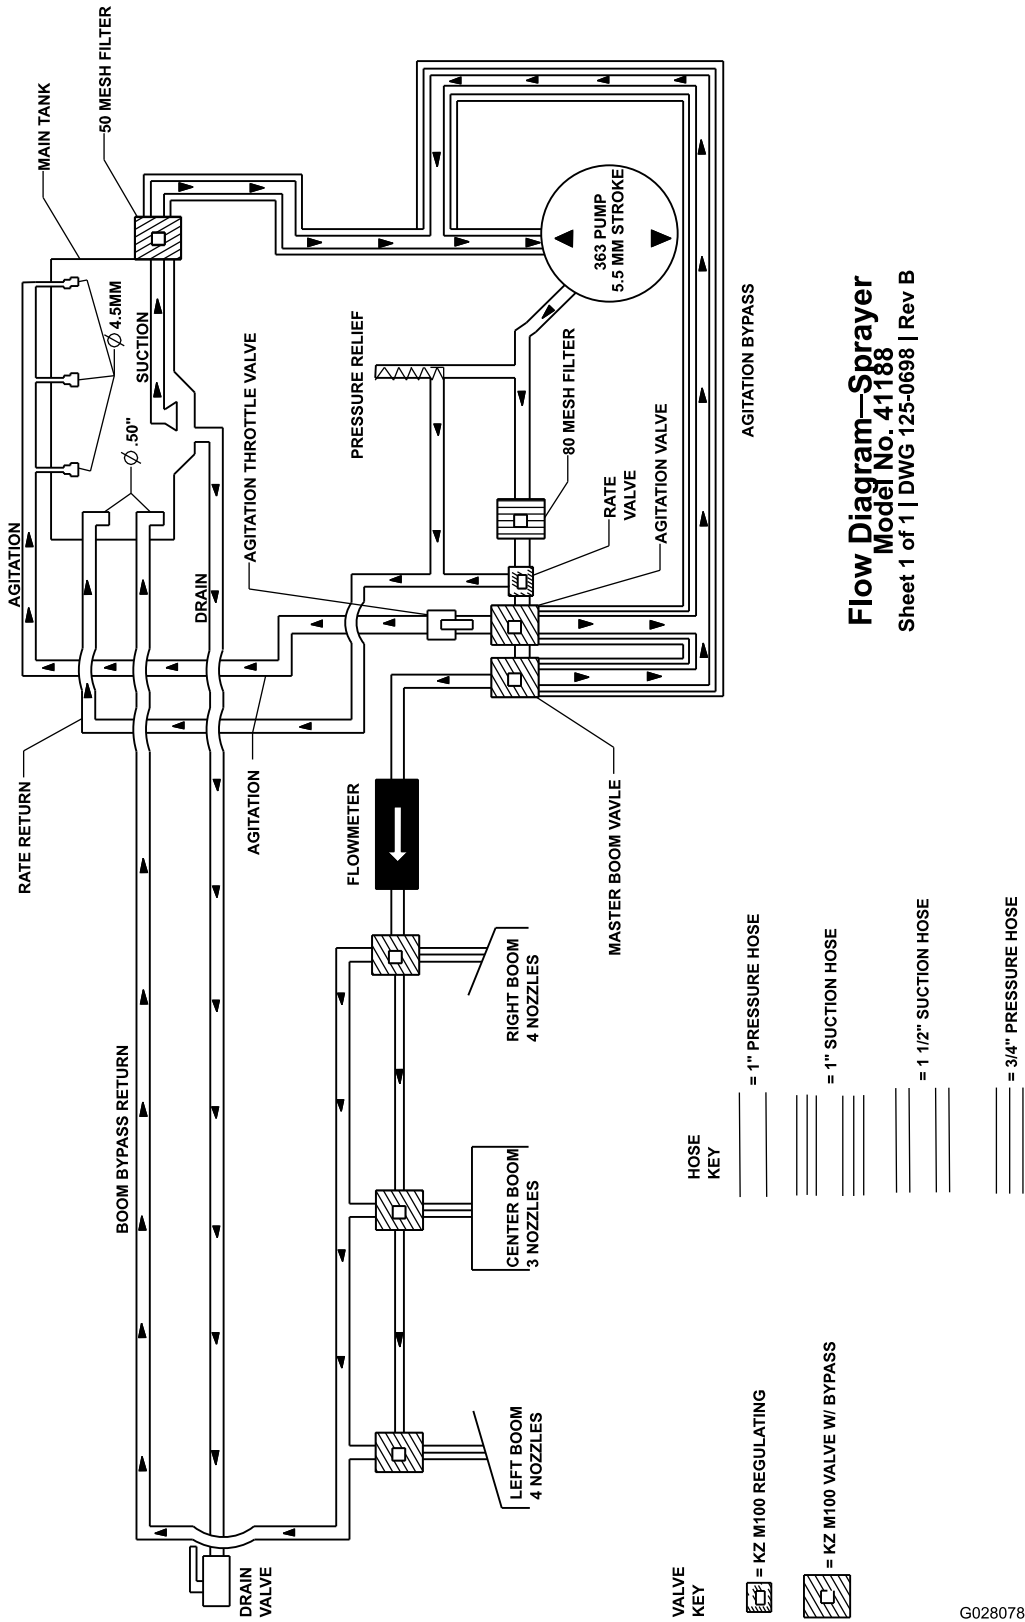 DRAIN
VALVE
BOOM BYPASS RETURN
RATE RETURN
AGITATION
MAIN TANK
50 MESH FILTER
∅ .50"
∅ 4.5MM
SUCTION
DRAIN
AGITATION
AGITATION THROTTLE VALVE
PRESSURE RELIEF
FLOWMETER
LEFT BOOM
4 NOZZLES
CENTER BOOM
3 NOZZLES
RIGHT BOOM
4 NOZZLES
MASTER BOOM VAVLE
363 PUMP
5.5 MM STROKE
80 MESH FILTER
RATE
VALVE
AGITATION VALVE
AGITATION BYPASS
VALVE
KEY
= KZ M100 REGULATING
= KZ M100 VALVE W/ BYPASS
HOSE
KEY
= 1" PRESSURE HOSE
= 1" SUCTION HOSE
= 1 1/2" SUCTION HOSE
= 3/4" PRESSURE HOSE
Flow Diagram—Sprayer
Model No. 41188
Sheet 1 of 1 | DWG 125-0698 | Rev B
G028078